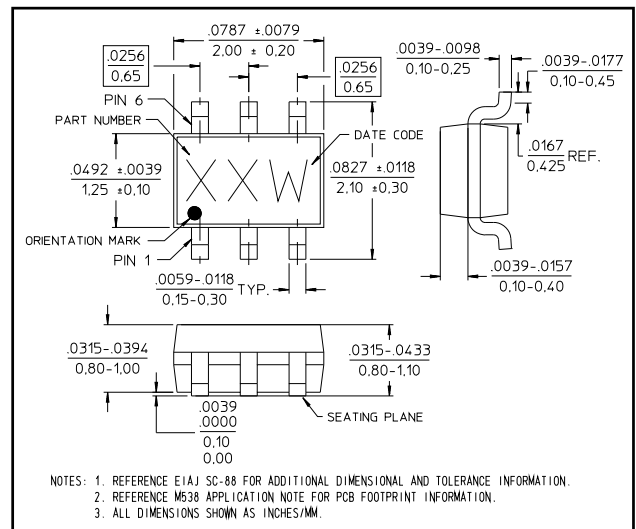 .0787 ±.0079
2,00 ± 0,20
.0256
0,65
.0256
0,65
.0039-.0098
0,10-0,25
.0039-.0177
0,10-0,45
PIN 6
PART NUMBER
DATE CODE
.0492 ±.0039
1,25 ±0,10
XXW
.0827 ±.0118
2,10 ±0,30
.0167
0,425 REF.
ORIENTATION MARK
PIN 1
.0059-.0118
0,15-0,30 TYP.
.0039-.0157
0,10-0,40
.0315-.0394
0,80-1,00
.0315-.0433
0,80-1,10
.0039
.0000
0,10
0,00
SEATING PLANE
NOTES: 1. REFERENCE EIAJ SC-88 FOR ADDITIONAL DIMENSIONAL AND TOLERANCE INFORMATION.
2. REFERENCE M538 APPLICATION NOTE FOR PCB FOOTPRINT INFORMATION.
3. ALL DIMENSIONS SHOWN AS INCHES/MM.